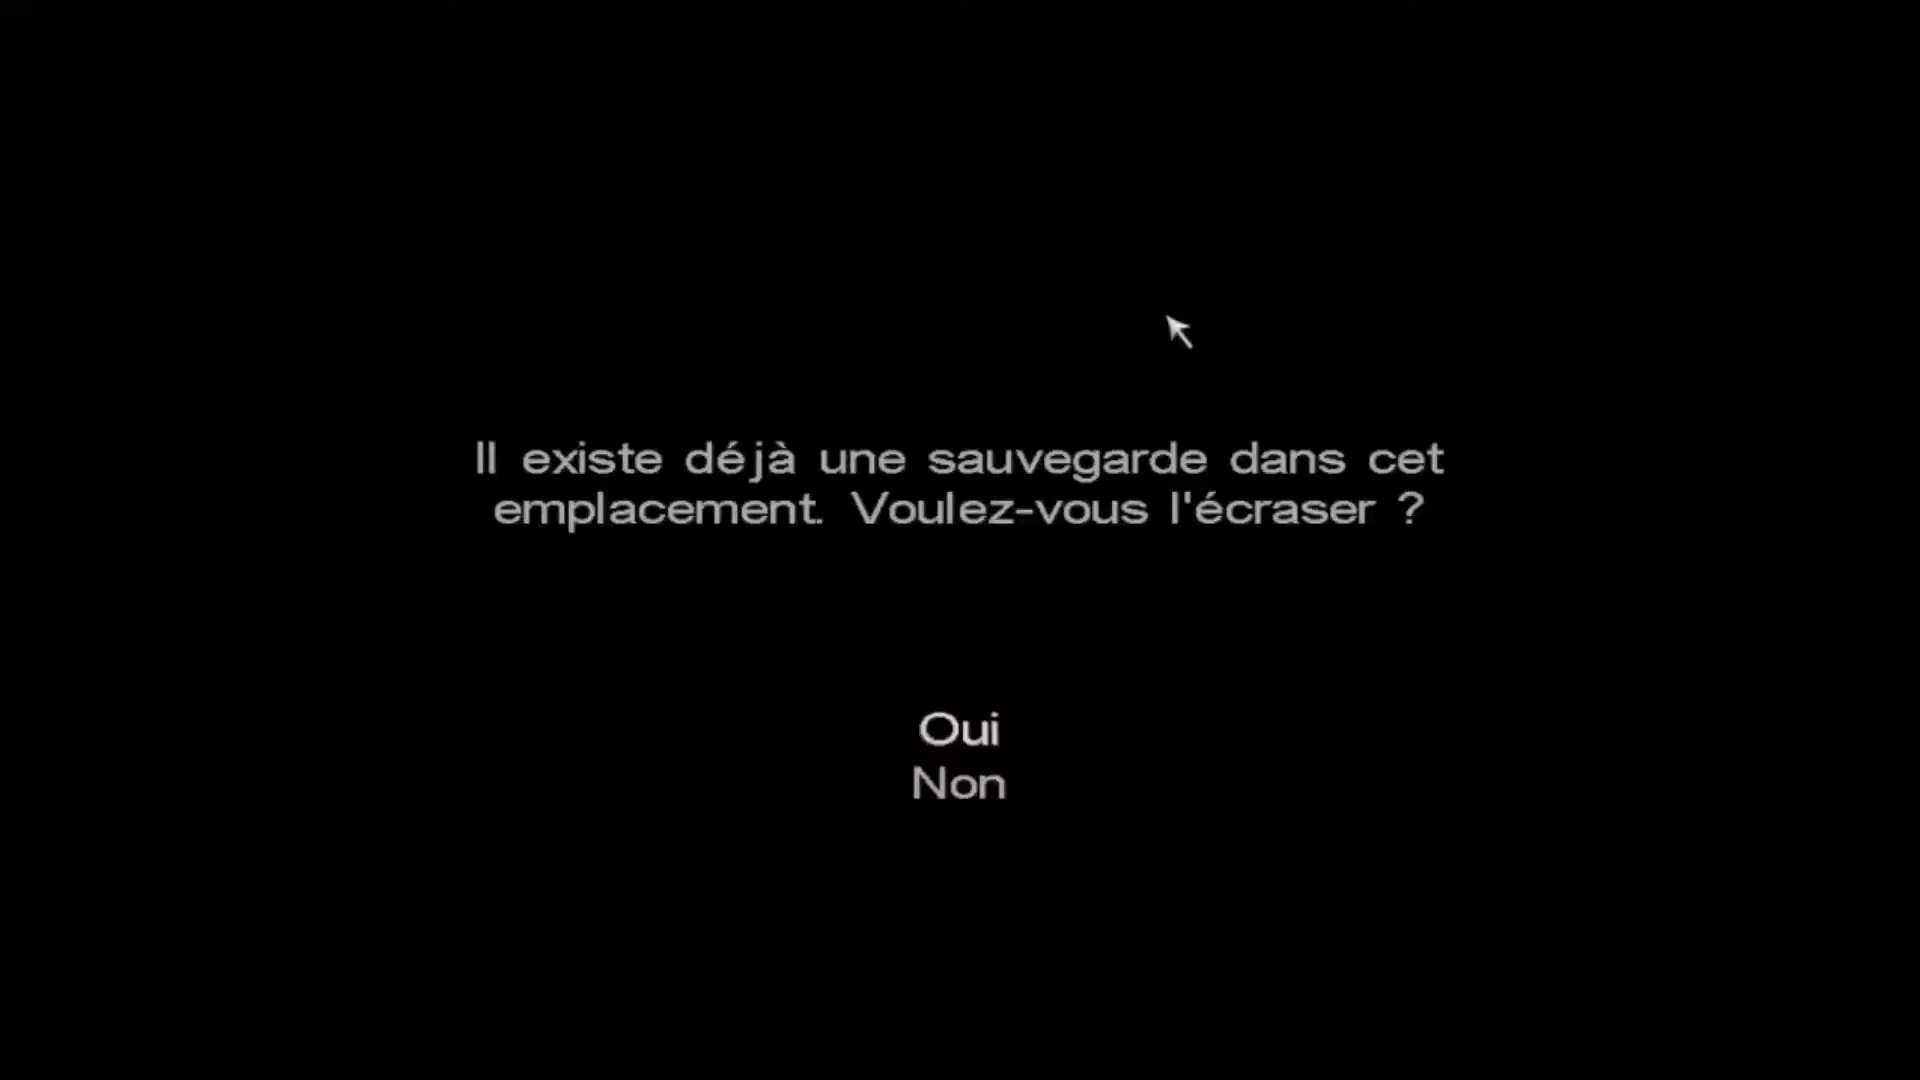 Il existe déjà une sauvegarde dans cet
emplacement. Voulez-vous l'écraser ?
Oui
Non